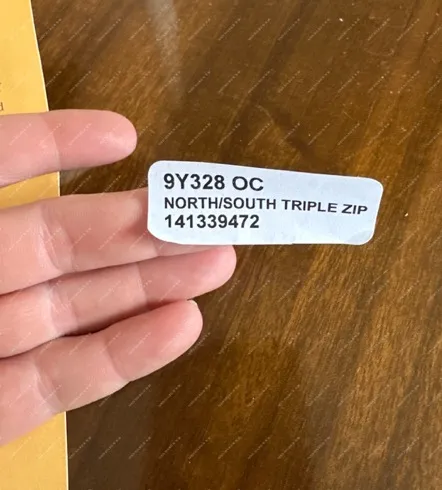 9Y328 OC
NORTH/SOUTH TRIPLE ZIP
141339472